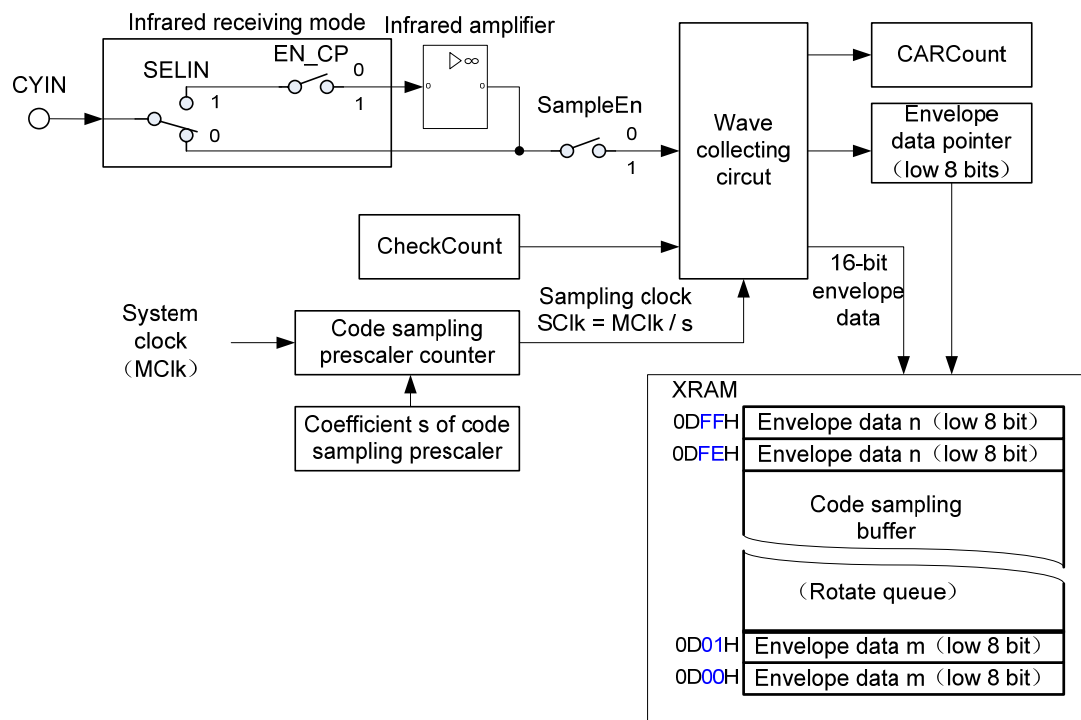 Infrared receiving mode
Infrared amplifier
CYIN
SELIN
EN_CP
1
0
0
1
▷∞
0
0
SampleEn
0
1
Wave
collecting
circut
CARCount
Envelope
data pointer
（low 8 bits）
CheckCount
16-bit
envelope
data
System
clock
（MClk）
Code sampling
prescaler counter
Sampling clock
SClk = MClk / s
Coefficient s of code
sampling prescaler
XRAM
0DFFH Envelope data n（low 8 bit）
0DFEH Envelope data n（low 8 bit）
Code sampling
buffer
（Rotate queue）
0D01H Envelope data m（low 8 bit）
0D00H Envelope data m（low 8 bit）